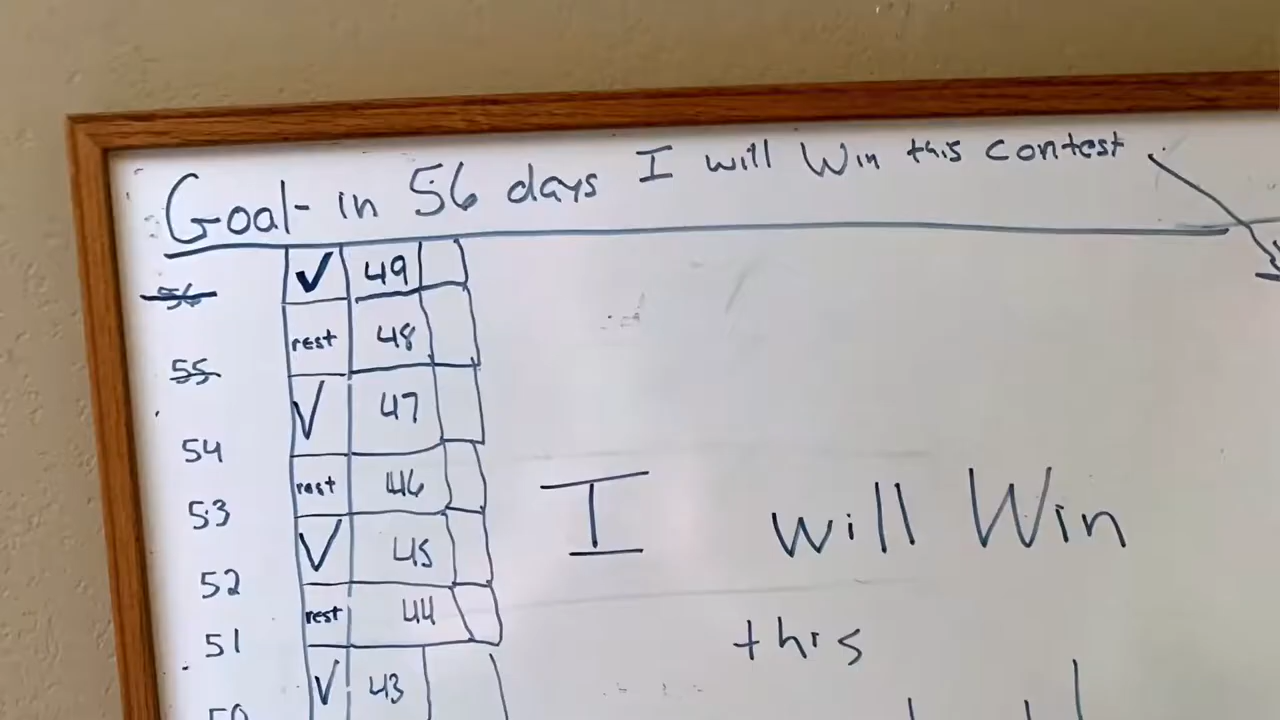 Goal- in 56 days I will Win this contest
56 ✓ 49
55 rest 48
54 ✓ 47
53 rest 46
52 ✓ 45
51 rest 44
50 ✓ 43
I will Win
this